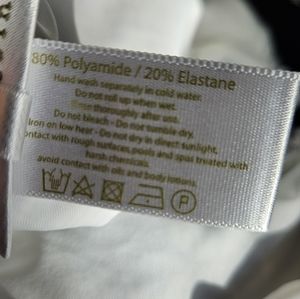 80% Polyamide / 20% Elastane
Hand wash separately in cold water.
Do not roll up when wet.
Rinse thoroughly after use.
Do not bleach - Do not tumble dry.
Iron on low heat - Do not dry in direct sunlight.
contact with rough surfaces, pools and spas treated with
harsh chemicals.
avoid contact with oils and body lotions.
P